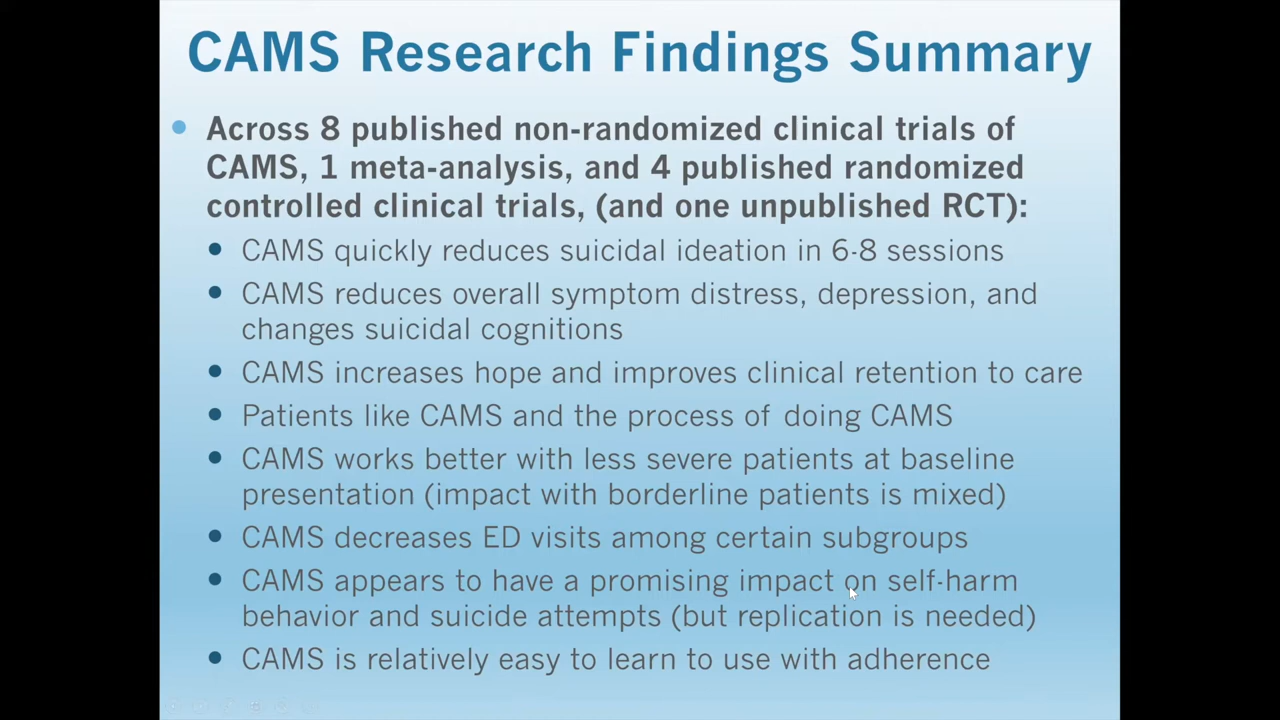 CAMS Research Findings Summary
• Across 8 published non-randomized clinical trials of
CAMS, 1 meta-analysis, and 4 published randomized
controlled clinical trials, (and one unpublished RCT):
• CAMS quickly reduces suicidal ideation in 6-8 sessions
• CAMS reduces overall symptom distress, depression, and
changes suicidal cognitions
• CAMS increases hope and improves clinical retention to care
• Patients like CAMS and the process of doing CAMS
• CAMS works better with less severe patients at baseline
presentation (impact with borderline patients is mixed)
• CAMS decreases ED visits among certain subgroups
• CAMS appears to have a promising impact on self-harm
behavior and suicide attempts (but replication is needed)
• CAMS is relatively easy to learn to use with adherence